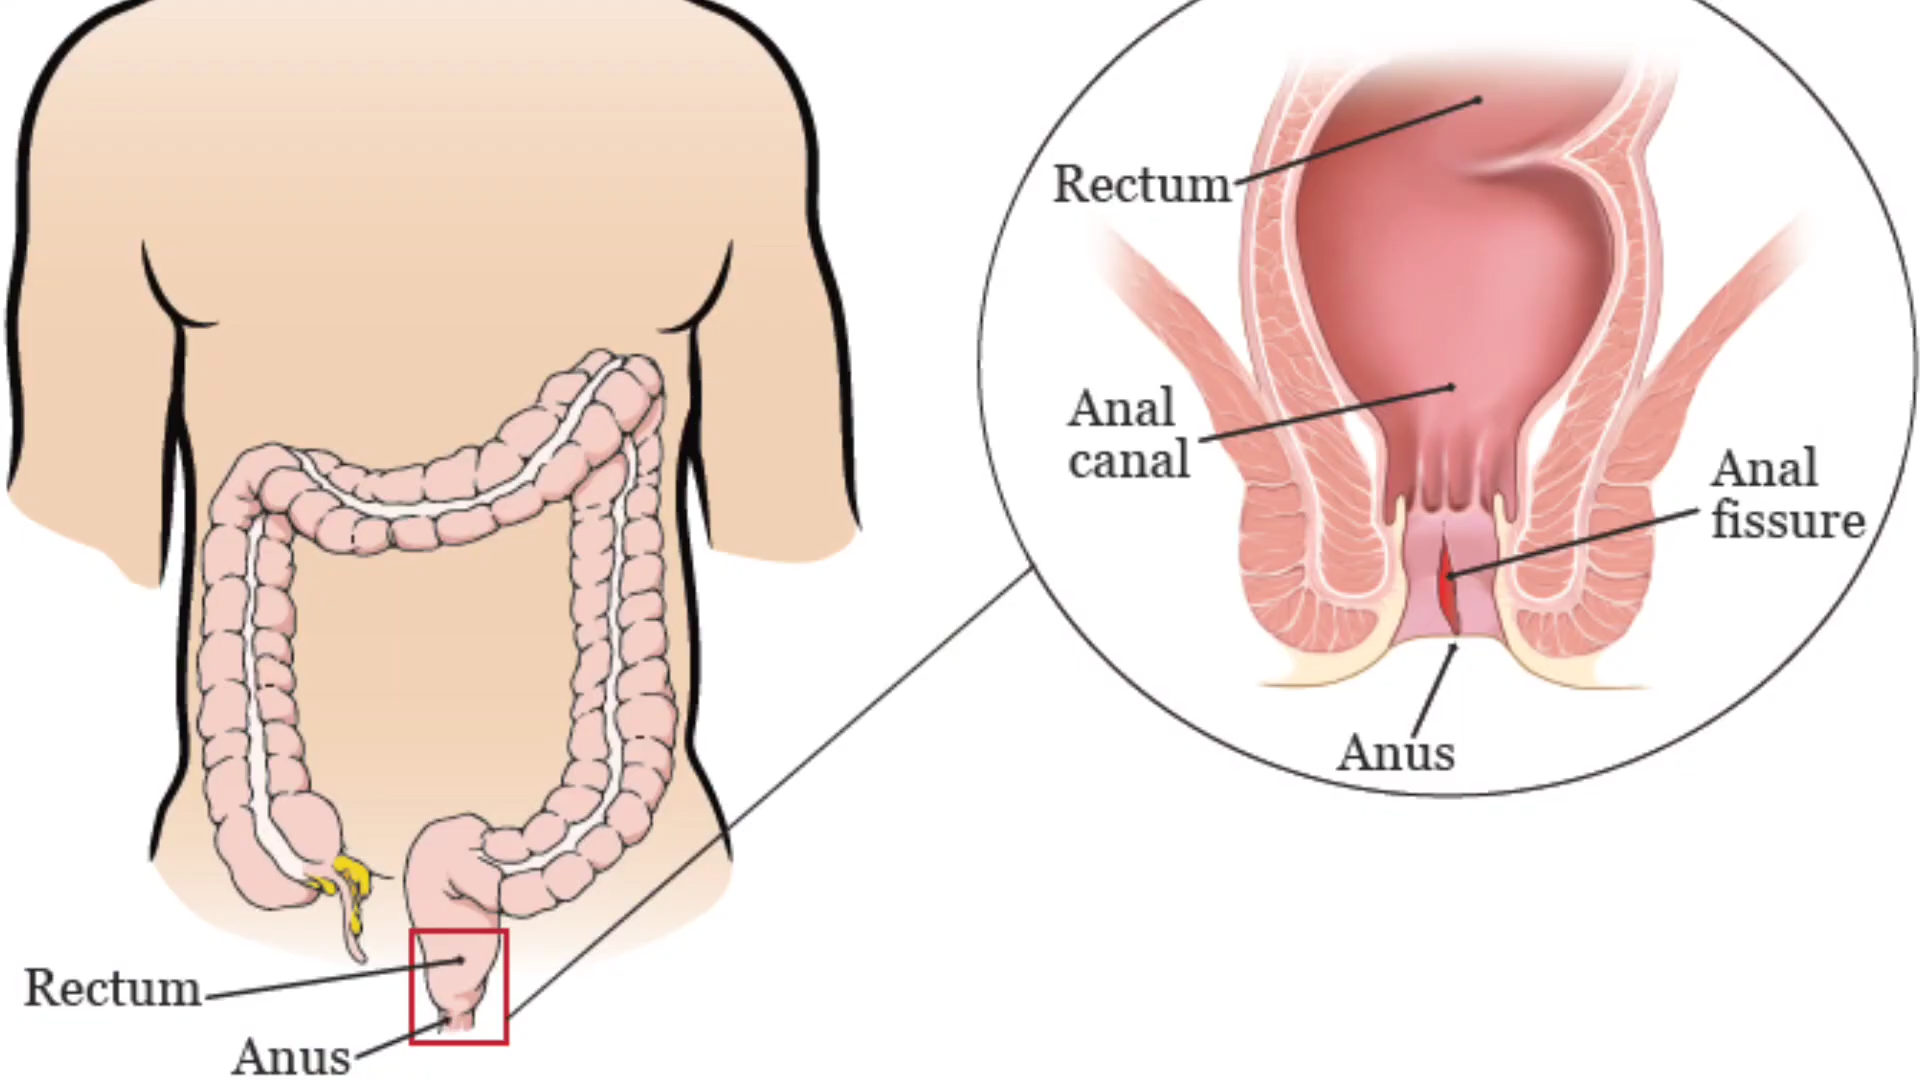 Rectum
Anus
Rectum
Anal
canal
Anal
fissure
Anus